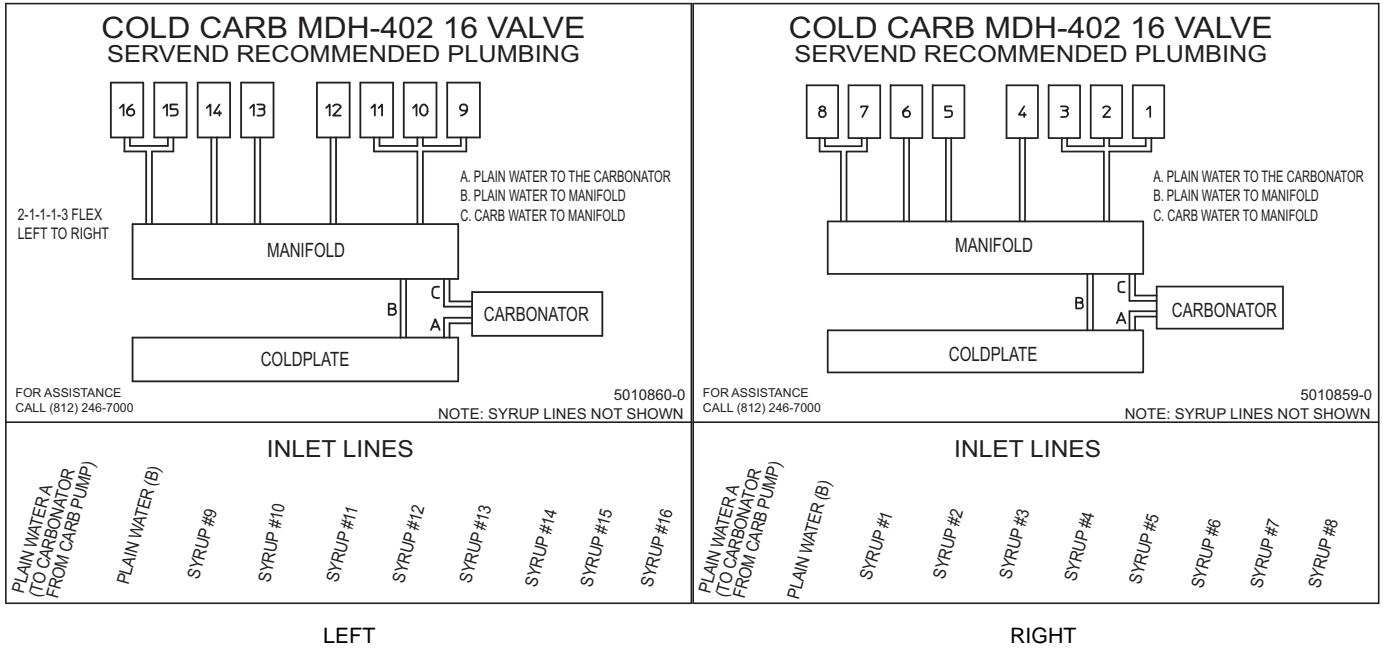 COLD CARB MDH-402 16 VALVE
SERVEND RECOMMENDED PLUMBING
16 15 14 13 12 11 10 9
A. PLAIN WATER TO THE CARBONATOR
B. PLAIN WATER TO MANIFOLD
C. CARB WATER TO MANIFOLD
2-1-1-1-3 FLEX
LEFT TO RIGHT
MANIFOLD
C
B
A
CARBONATOR
COLDPLATE
FOR ASSISTANCE
CALL (812) 246-7000
5010860-0
NOTE: SYRUP LINES NOT SHOWN
INLET LINES
PLAIN WATER A
(TO CARBONATOR
FROM CARB PUMP)
PLAIN WATER (B)
SYRUP #9
SYRUP #10
SYRUP #11
SYRUP #12
SYRUP #13
SYRUP #14
SYRUP #15
SYRUP #16
LEFT
COLD CARB MDH-402 16 VALVE
SERVEND RECOMMENDED PLUMBING
8 7 6 5 4 3 2 1
A. PLAIN WATER TO THE CARBONATOR
B. PLAIN WATER TO MANIFOLD
C. CARB WATER TO MANIFOLD
MANIFOLD
C
B
A
CARBONATOR
COLDPLATE
FOR ASSISTANCE
CALL (812) 246-7000
5010859-0
NOTE: SYRUP LINES NOT SHOWN
INLET LINES
PLAIN WATER A
(TO CARBONATOR
FROM CARB PUMP)
PLAIN WATER (B)
SYRUP #1
SYRUP #2
SYRUP #3
SYRUP #4
SYRUP #5
SYRUP #6
SYRUP #7
SYRUP #8
RIGHT